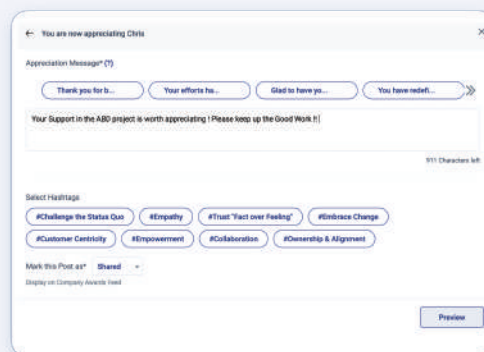 ← You are now appreciating Chris ×
Appreciation Message* (?)
Thank you for b... Your efforts ha... Glad to have yo... You have redefi...
Your Support in the ABD project is worth appreciating ! Please keep up the Good Work !!
911 Characters left
Select Hashtags
#Challenge the Status Quo #Empathy #Trust "Fact over Feeling" #Embrace Change
#Customer Centricity #Empowerment #Collaboration #Ownership & Alignment
Mark this Post as* Shared
Display on Company Awards Feed
Preview